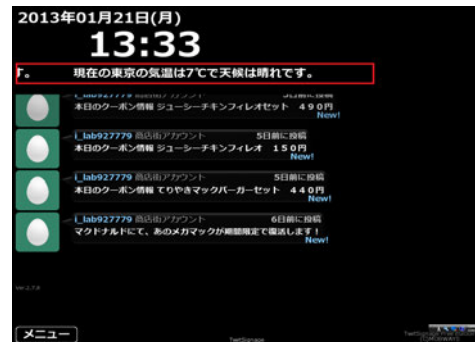 2013年01月21日(月)
13:33
す。 現在の東京の気温は7℃で天候は晴れです。
i_lab927779 商店街アカウント 5日前に投稿
本日のクーポン情報 ジューシーチキンフィレオセット 490円
New!
i_lab927779 商店街アカウント 5日前に投稿
本日のクーポン情報 ジューシーチキンフィレオ 150円
New!
i_lab927779 商店街アカウント 5日前に投稿
本日のクーポン情報 てりやきマックバーガーセット 440円
New!
i_lab927779 商店街アカウント 6日前に投稿
マクドナルドにて、あのメガマックが期間限定で復活します！
New!
メニュー
TwitSignage